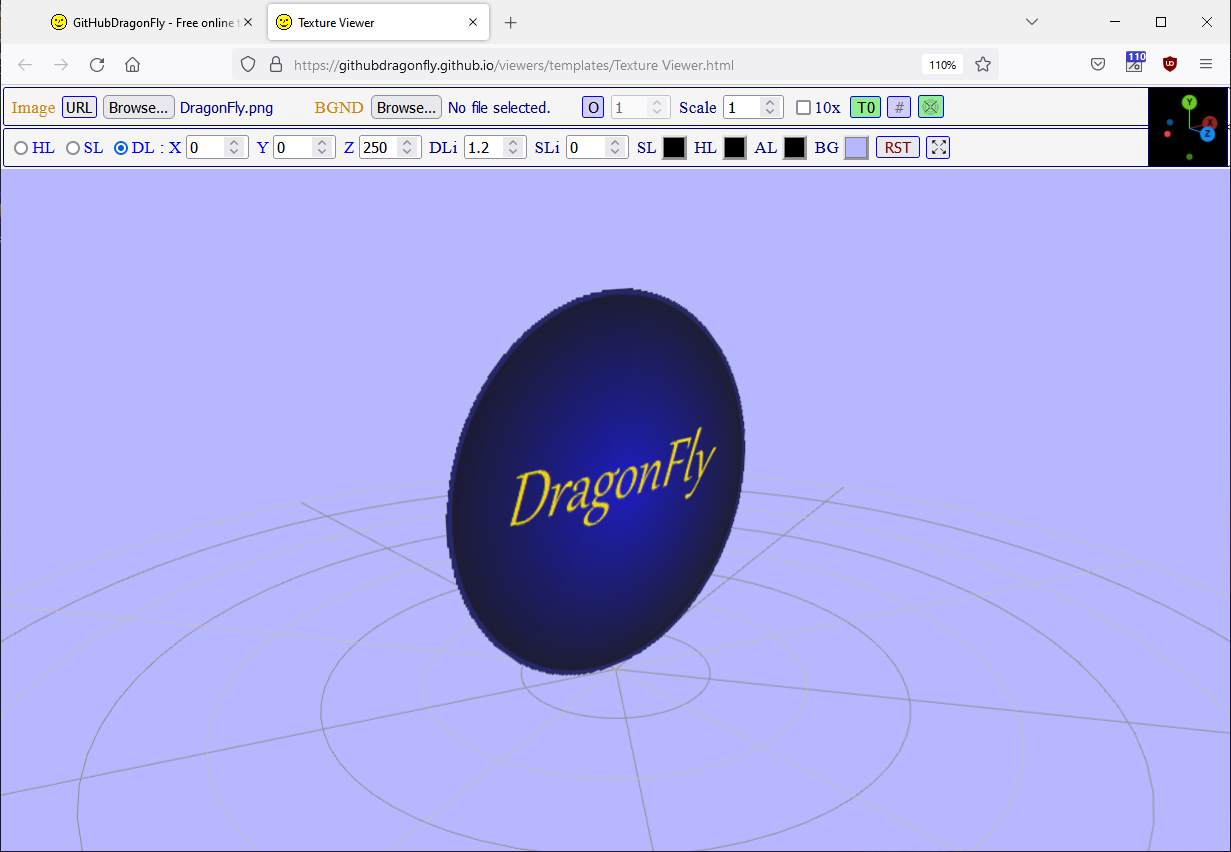 GitHubDragonFly - Free online t
Texture Viewer
https://githubdragonfly.github.io/viewers/templates/Texture Viewer.html
110%
110
UD
Image URL Browse... DragonFly.png BGND Browse... No file selected. O 1 Scale 1 10x T0 #
HL SL DL : X 0 Y 0 Z 250 DLi 1.2 SLi 0 SL HL AL BG RST
Y
X
Z
DragonFly